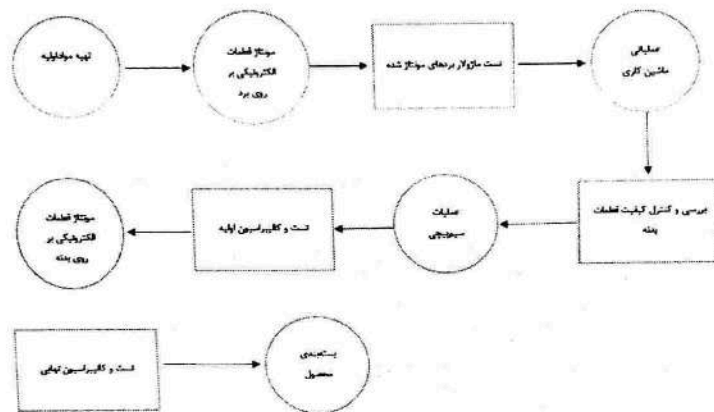 تهیه مواداولیه
مونتاژ قطعات
الکترونیکی بر
روی برد
تست ماژولار بردهای مونتاژ شده
عملیاتی
ماشین کاری
بررسی و کنترل کیفیت قطعات
بدنه
عملیات
سیم‌پیچی
تست و کالیبراسیون اولیه
مونتاژ قطعات
الکترونیکی بر
روی بدنه
تست و کالیبراسیون نهایی
بسته‌بندی
محصول